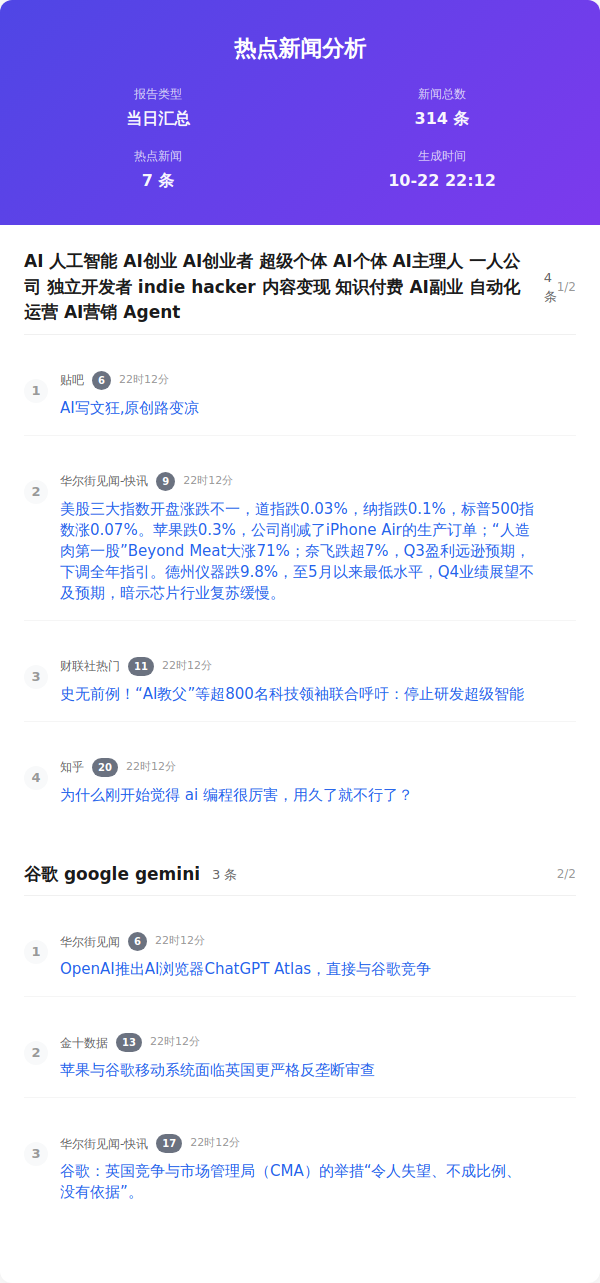 热点新闻分析
报告类型
新闻总数
当日汇总
314 条
热点新闻
生成时间
7 条
10-22 22:12
AI 人工智能 AI创业 AI创业者 超级个体 AI个体 AI主理人 一人公
司 独立开发者 indie hacker 内容变现 知识付费 AI副业 自动化
运营 AI营销 Agent
4
条
1/2
1
贴吧 6 22时12分
AI写文狂,原创路变凉
2
华尔街见闻-快讯 9 22时12分
美股三大指数开盘涨跌不一，道指跌0.03%，纳指跌0.1%，标普500指
数涨0.07%。苹果跌0.3%，公司削减了iPhone Air的生产订单；“人造
肉第一股”Beyond Meat大涨71%；奈飞跌超7%，Q3盈利远逊预期，
下调全年指引。德州仪器跌9.8%，至5月以来最低水平，Q4业绩展望不
及预期，暗示芯片行业复苏缓慢。
3
财联社热门 11 22时12分
史无前例！“AI教父”等超800名科技领袖联合呼吁：停止研发超级智能
4
知乎 20 22时12分
为什么刚开始觉得 ai 编程很厉害，用久了就不行了？
谷歌 google gemini 3 条 2/2
1
华尔街见闻 6 22时12分
OpenAI推出AI浏览器ChatGPT Atlas，直接与谷歌竞争
2
金十数据 13 22时12分
苹果与谷歌移动系统面临英国更严格反垄断审查
3
华尔街见闻-快讯 17 22时12分
谷歌：英国竞争与市场管理局（CMA）的举措“令人失望、不成比例、
没有依据”。